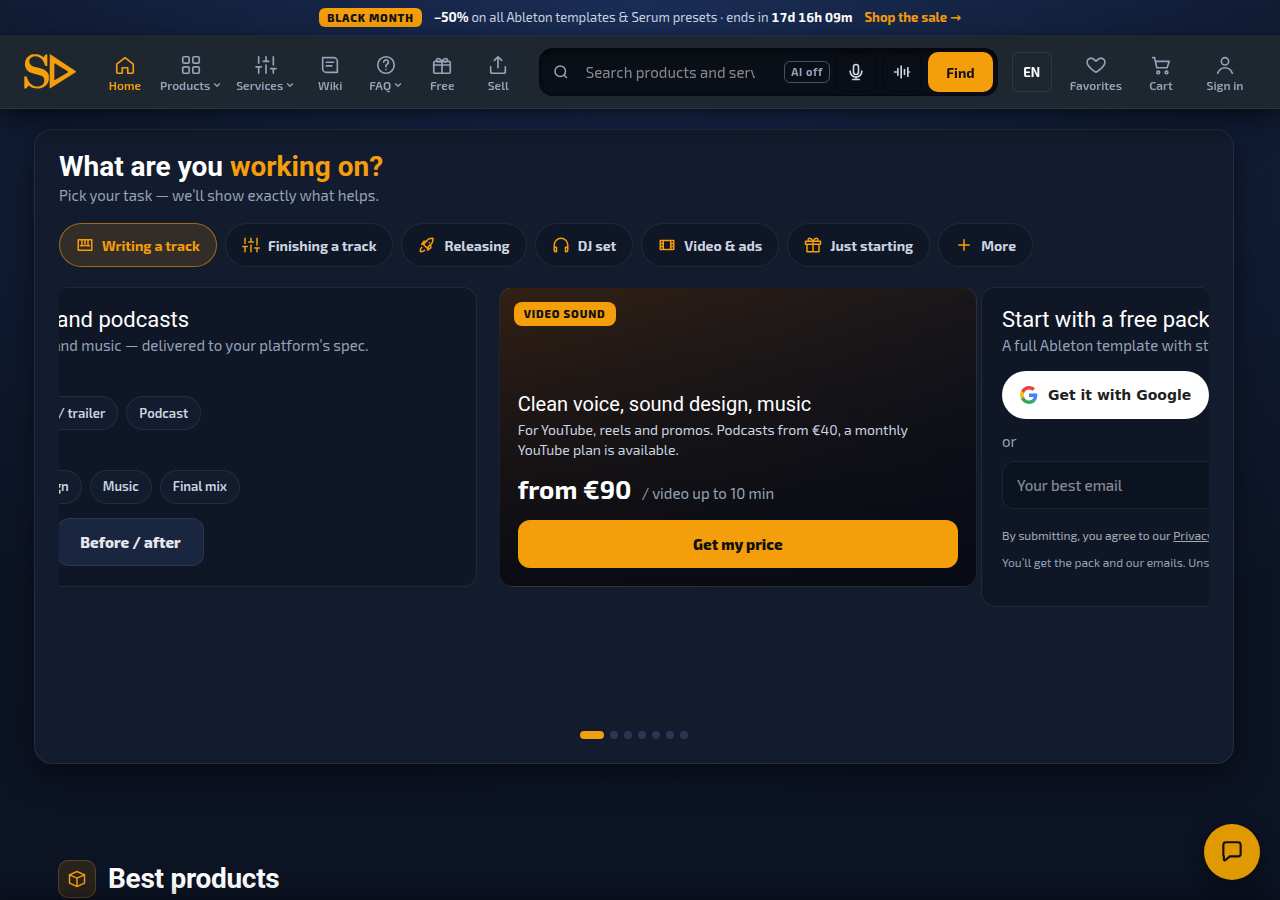 BLACK MONTH –50% on all Ableton templates & Serum presets · ends in 17d 16h 09m Shop the sale →
Home
Products
Services
Wiki
FAQ
Free
Sell
Search products and serv
AI off
Find
EN
Favorites
Cart
Sign in
What are you working on?
Pick your task — we'll show exactly what helps.
Writing a track
Finishing a track
Releasing
DJ set
Video & ads
Just starting
More
and podcasts
nd music — delivered to your platform's spec.
/ trailer
Podcast
gn
Music
Final mix
Before / after
VIDEO SOUND
Clean voice, sound design, music
For YouTube, reels and promos. Podcasts from €40, a monthly
YouTube plan is available.
from €90 / video up to 10 min
Get my price
Start with a free pack
A full Ableton template with st
Get it with Google
or
Your best email
By submitting, you agree to our Privacy
You'll get the pack and our emails. Uns
Best products